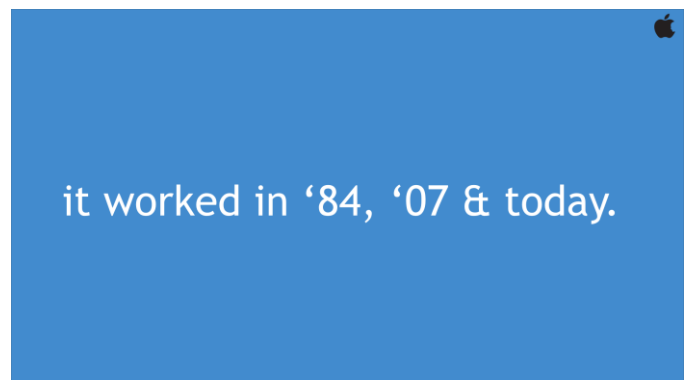 it worked in ‘84, ‘07 & today.